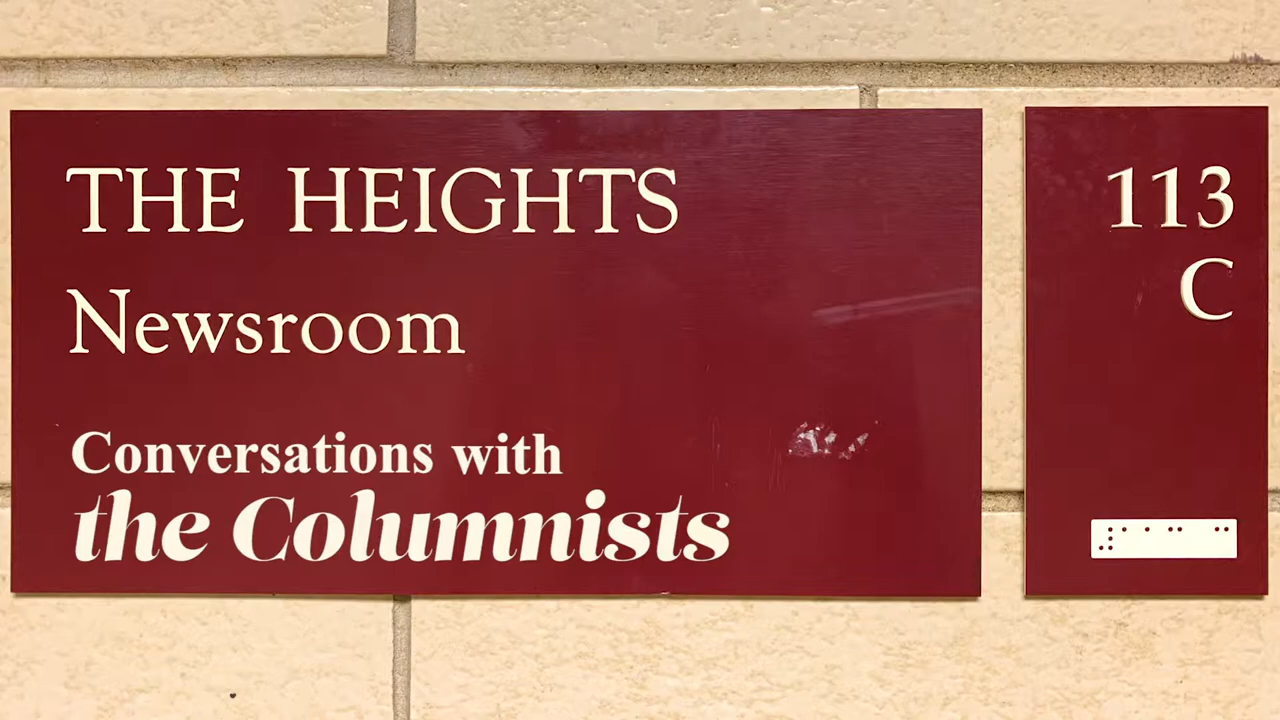 THE HEIGHTS
Newsroom
Conversations with
the Columnists
113
C
⠼⠁⠁⠉⠀⠉